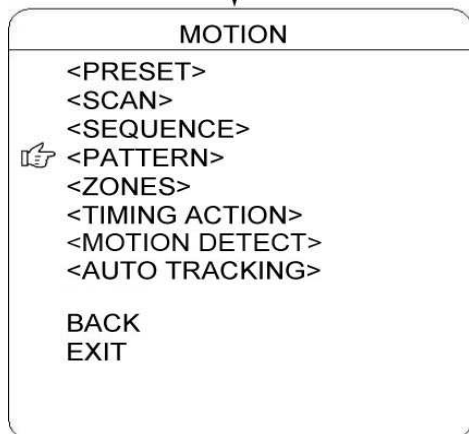 MOTION
<PRESET>
<SCAN>
<SEQUENCE>
<PATTERN>
<ZONES>
<TIMING ACTION>
<MOTION DETECT>
<AUTO TRACKING>
BACK
EXIT